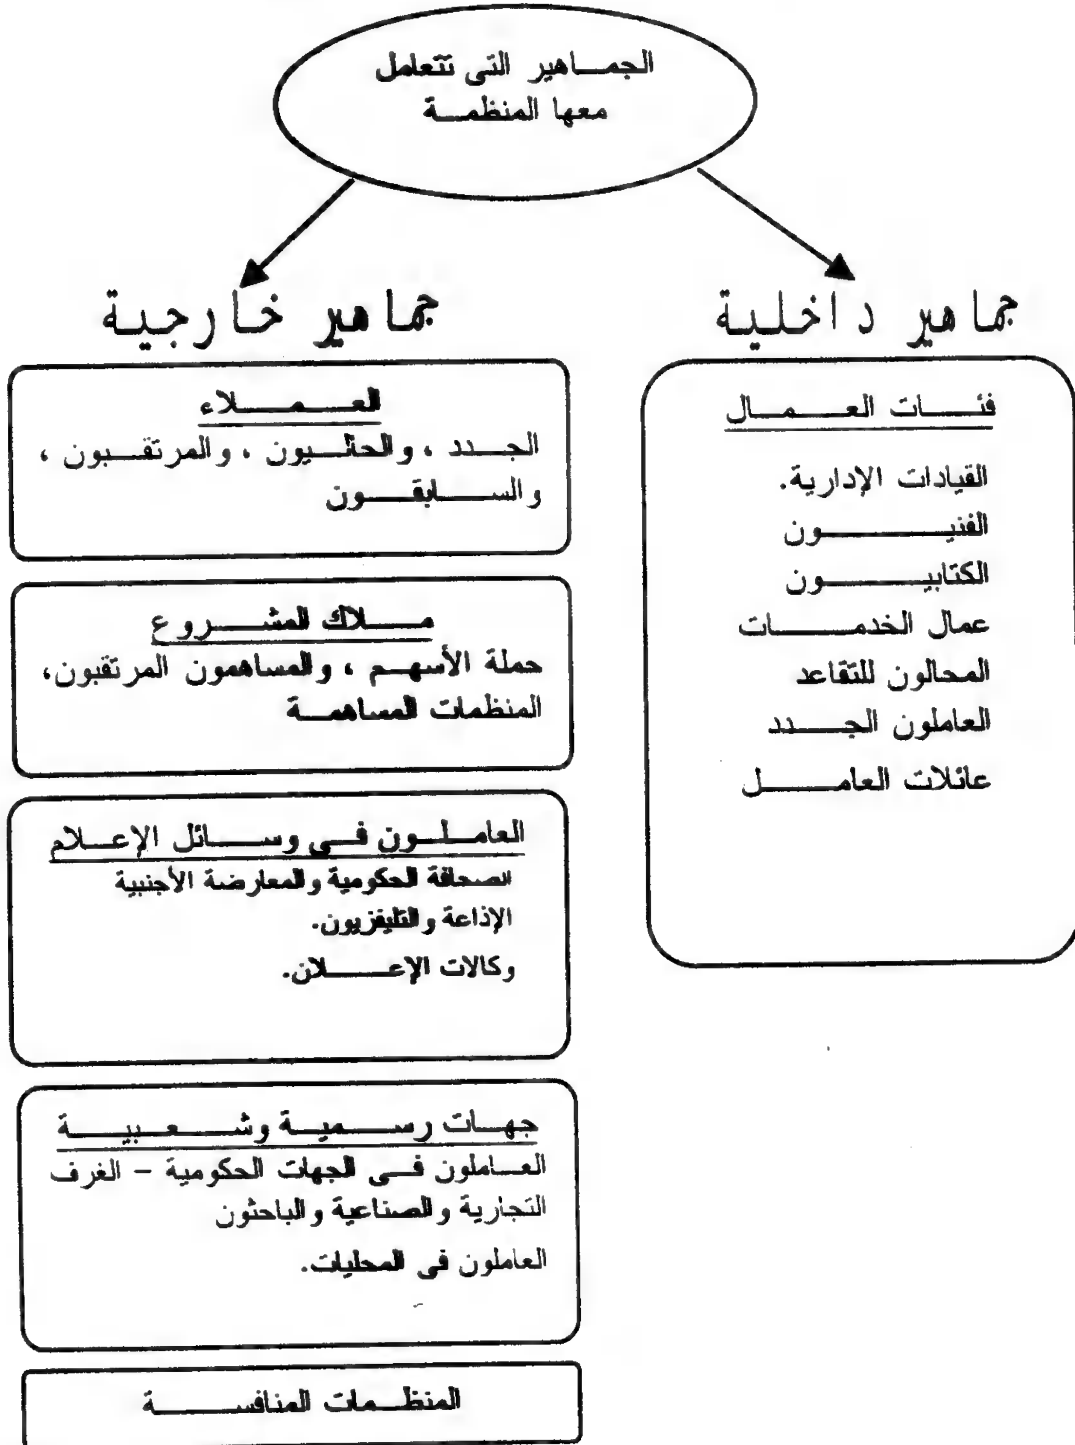 الجماهير التى تتعامل
معها المنظمة
جماهير داخلية
فئات العمال
القيادات الإدارية.
الفنيون
الكتابيون
عمال الخدمات
المحالون للتقاعد
العاملون الجدد
عائلات العامل
جماهير خارجية
العملاء
الجدد ، والحاليون ، والمرتقبون ،
والسابقون
ملاك المشروع
حملة الأسهم ، والمساهمون المرتقبون،
المنظمات المساهمة
العاملون فى وسائل الإعلام
الصحافة الحكومية والمعارضة الأجنبية
الإذاعة والتليفزيون.
وكالات الإعلان.
جهات رسمية وشعبية
العاملون فى الجهات الحكومية – الغرف
التجارية والصناعية والباحثون
العاملون فى المحليات.
المنظمات المنافسة